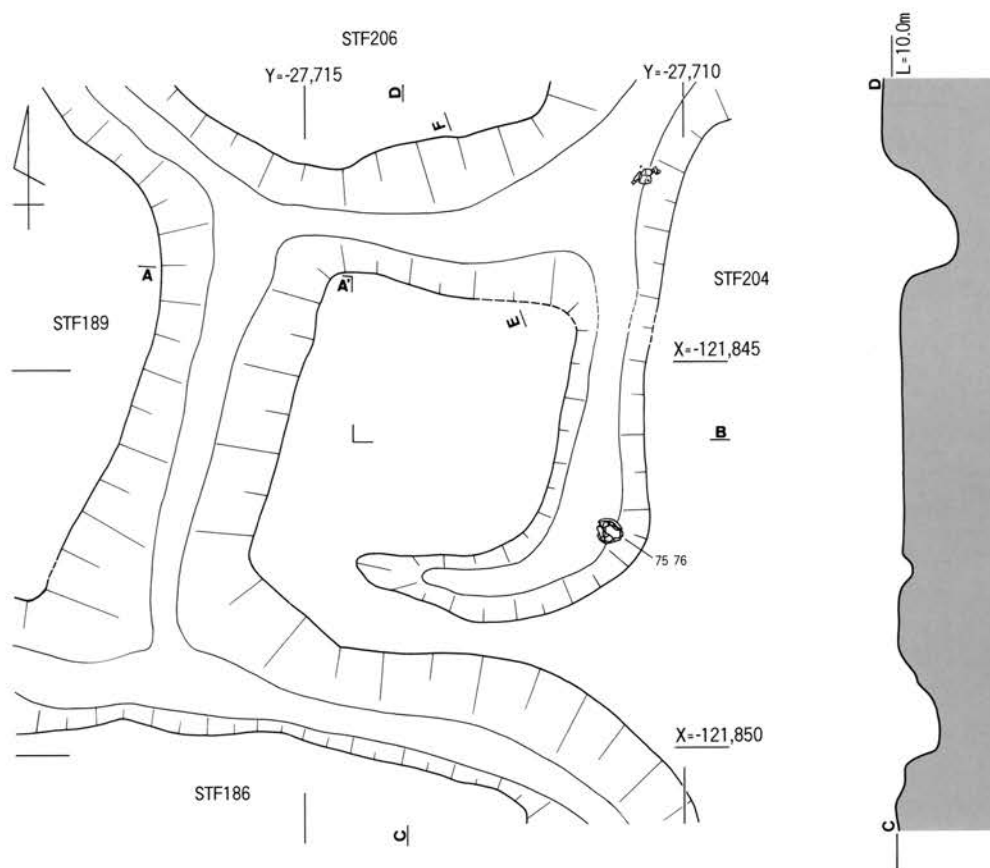 STF206
Y=-27,715
Y=-27,710
D
F
A
A'
STF204
STF189
E
X=-121,845
B
75 76
X=-121,850
STF186
C
L=10.0m
D
C